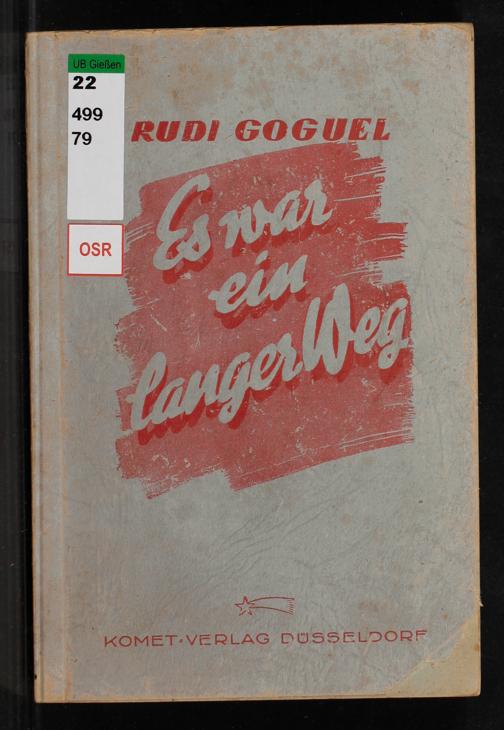 UB Gießen
22
499
79
OSR
RUDI GOGUEL
Es war
ein
langer Weg
KOMET-VERLAG DÜSSELDORF